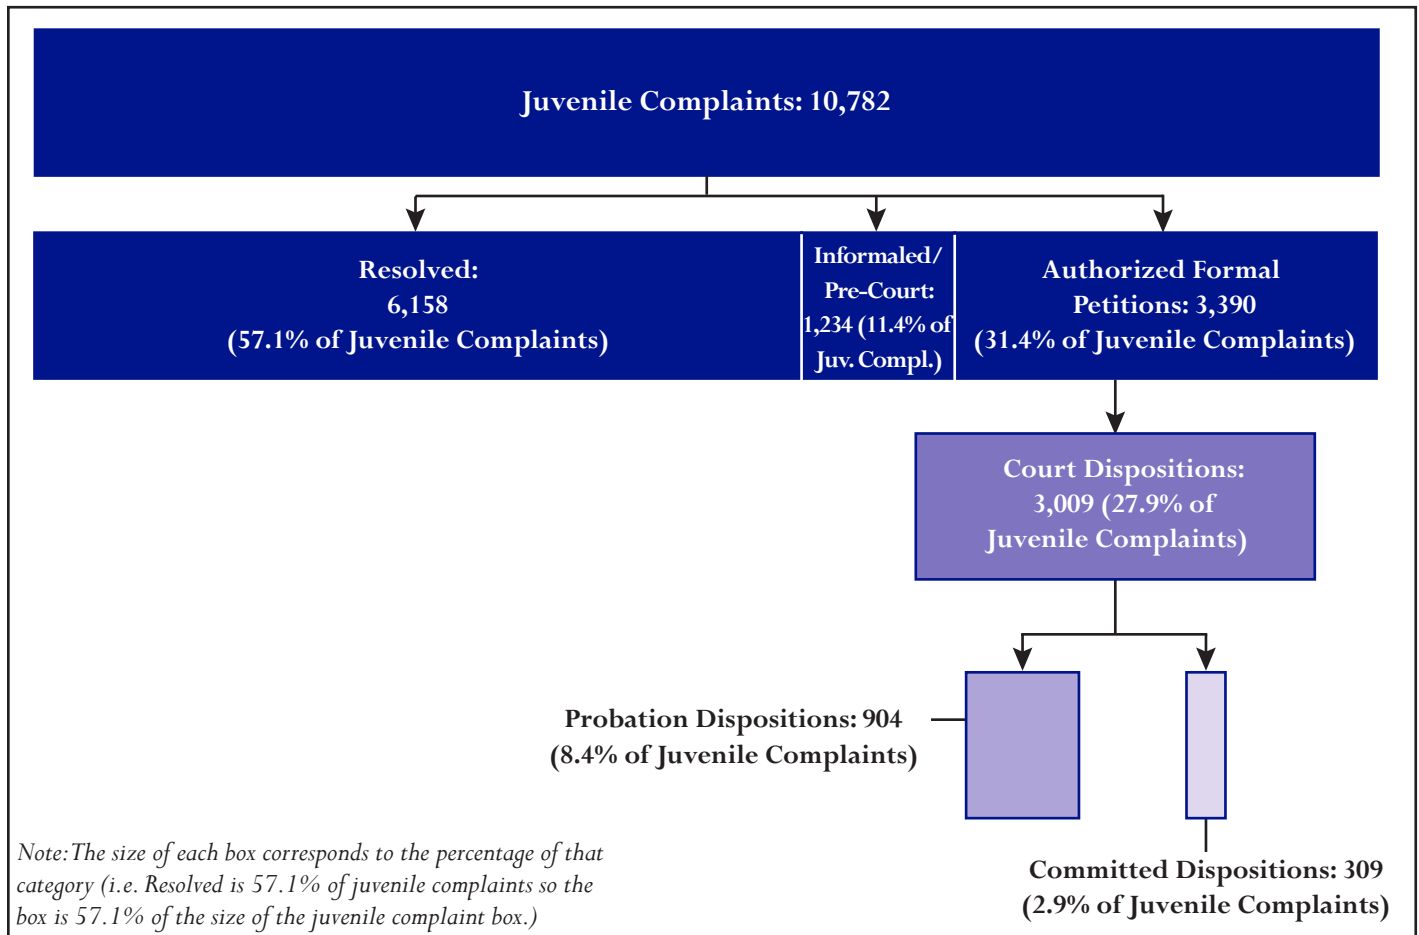 Juvenile Complaints: 10,782
Resolved:
6,158
(57.1% of Juvenile Complaints)
Informaled/
Pre-Court:
1,234 (11.4% of
Juv. Compl.)
Authorized Formal
Petitions: 3,390
(31.4% of Juvenile Complaints)
Court Dispositions:
3,009 (27.9% of
Juvenile Complaints)
Probation Dispositions: 904
(8.4% of Juvenile Complaints)
Committed Dispositions: 309
(2.9% of Juvenile Complaints)
Note: The size of each box corresponds to the percentage of that
category (i.e. Resolved is 57.1% of juvenile complaints so the
box is 57.1% of the size of the juvenile complaint box.)